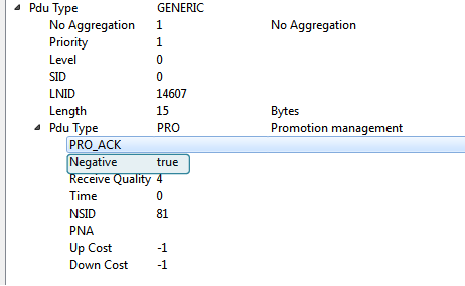 Pdu Type GENERIC
No Aggregation 1 No Aggregation
Priority 1
Level 0
SID 0
LNID 14607
Length 15 Bytes
Pdu Type PRO Promotion management
PRO_ACK
Negative true
Receive Quality 4
Time 0
NSID 81
PNA
Up Cost -1
Down Cost -1